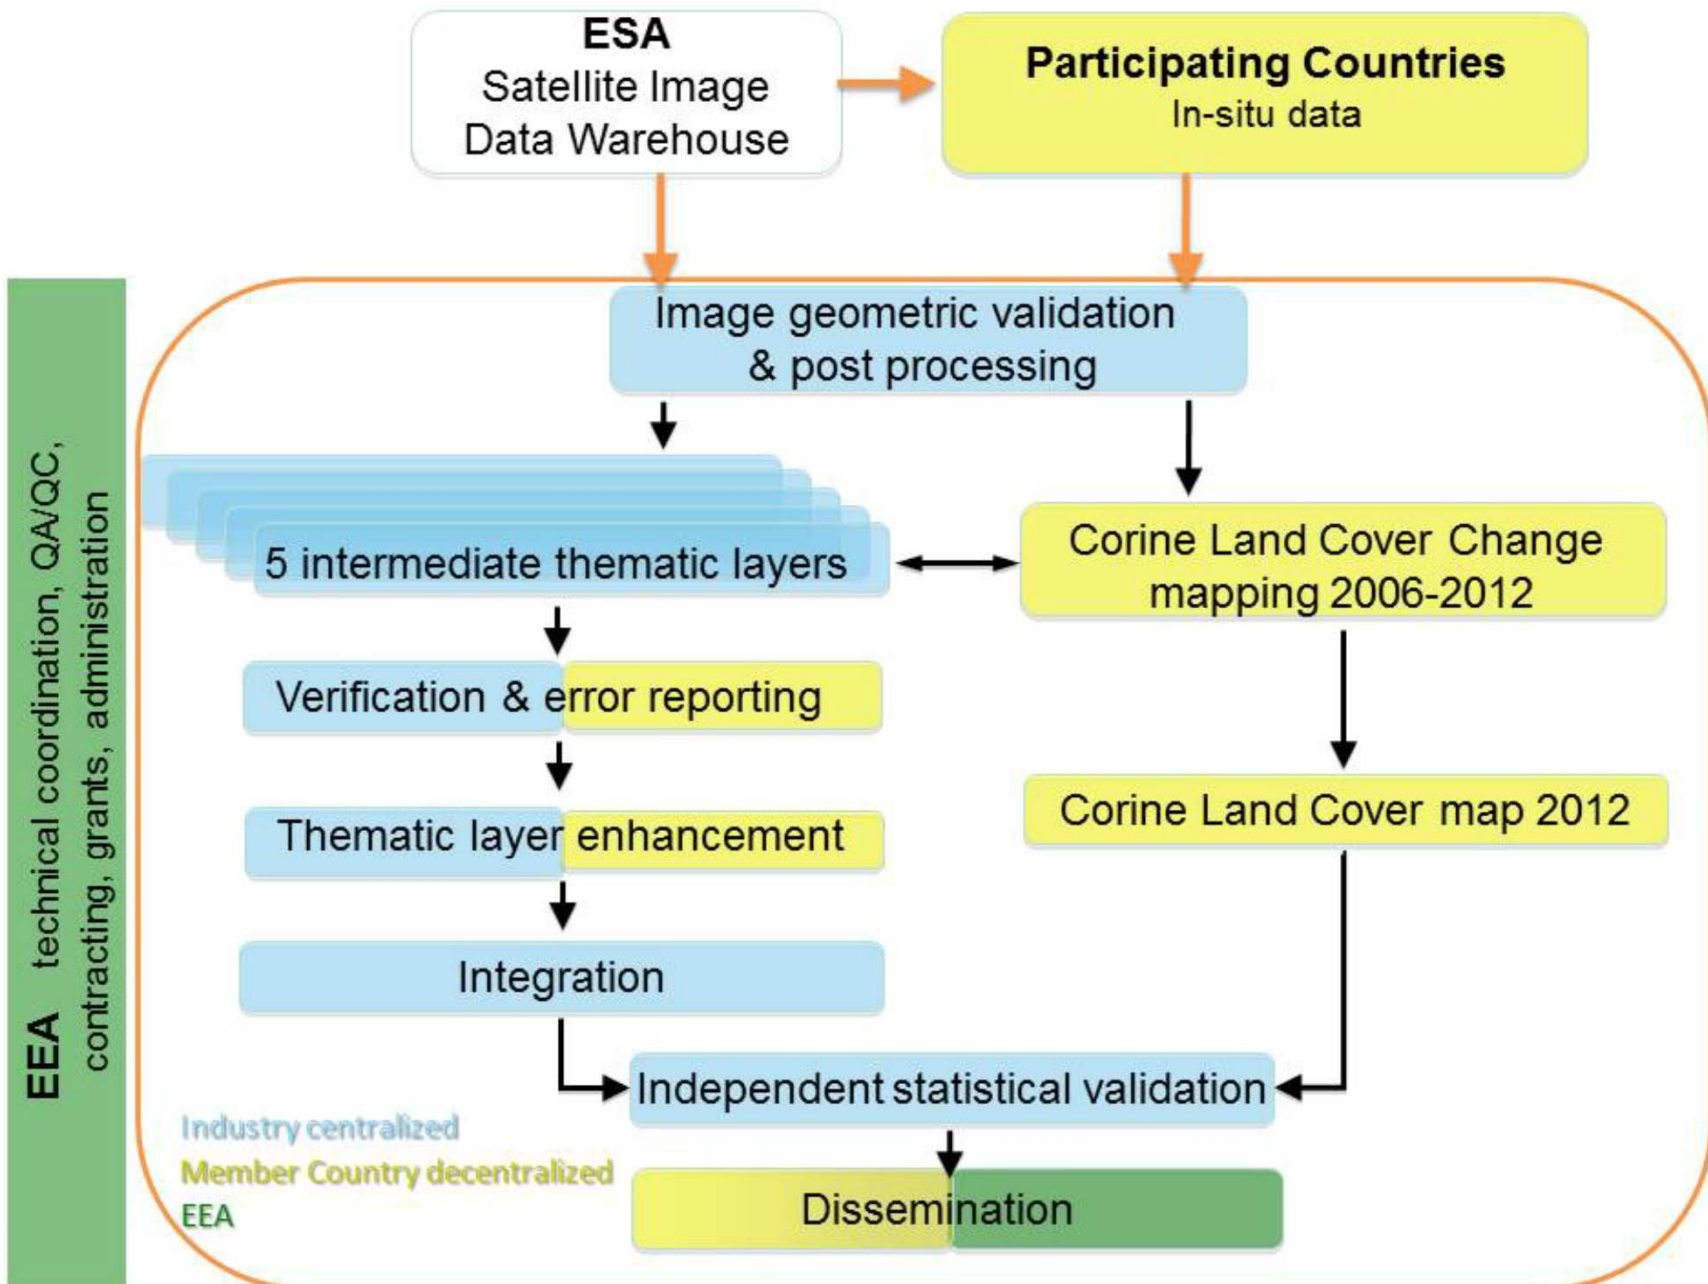 ESA
Satellite Image
Data Warehouse
Participating Countries
In-situ data
EEA technical coordination, QA/QC,
contracting, grants, administration
Image geometric validation
& post processing
5 intermediate thematic layers
Corine Land Cover Change
mapping 2006-2012
Verification & error reporting
Thematic layer enhancement
Corine Land Cover map 2012
Integration
Independent statistical validation
Industry centralized
Member Country decentralized
EEA
Dissemination